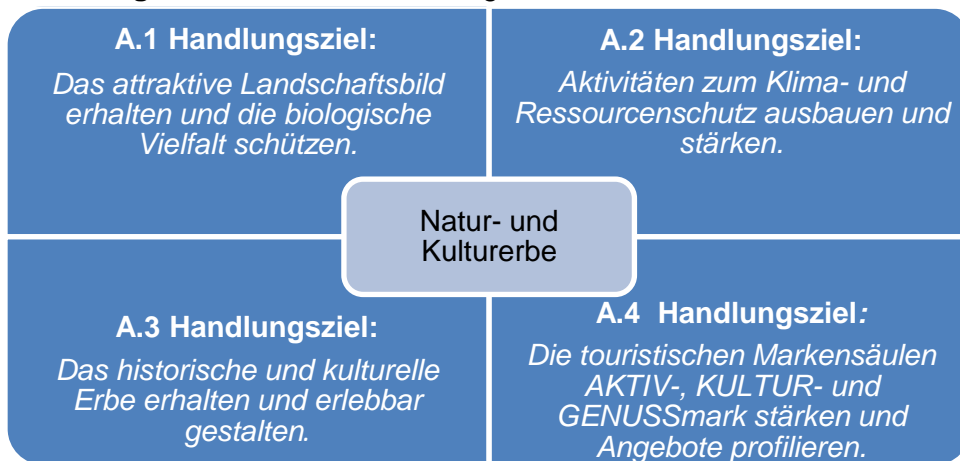 A.1 Handlungsziel:
Das attraktive Landschaftsbild
erhalten und die biologische
Vielfalt schützen.
A.2 Handlungsziel:
Aktivitäten zum Klima- und
Ressourcenschutz ausbauen und
stärken.
Natur- und
Kulturerbe
A.3 Handlungsziel:
Das historische und kulturelle
Erbe erhalten und erlebbar
gestalten.
A.4 Handlungsziel:
Die touristischen Markensäulen
AKTIV-, KULTUR- und
GENUSSmark stärken und
Angebote profilieren.